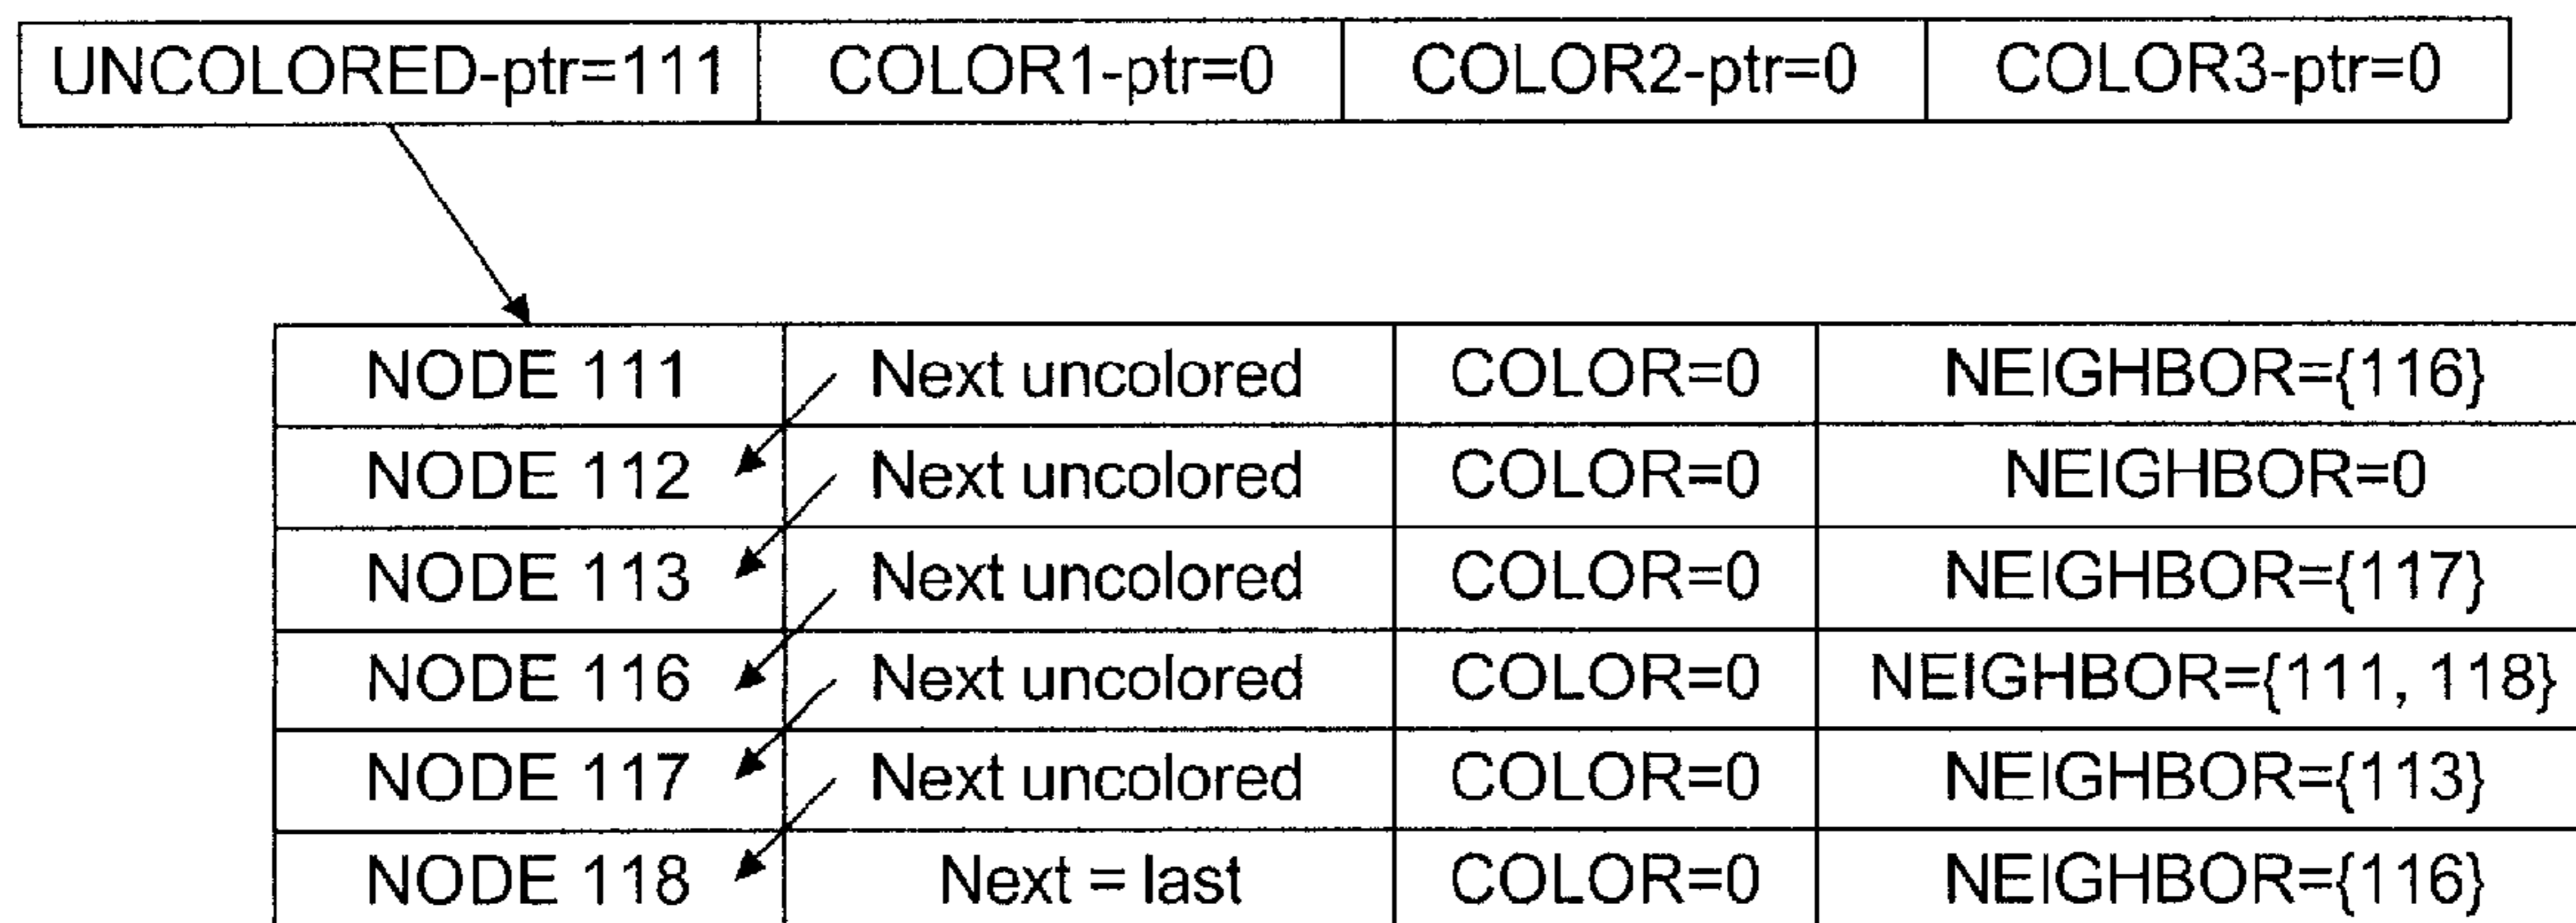 UNCOLORED-ptr=111 COLOR1-ptr=0 COLOR2-ptr=0 COLOR3-ptr=0
NODE 111 Next uncolored COLOR=0 NEIGHBOR={116}
NODE 112 Next uncolored COLOR=0 NEIGHBOR=0
NODE 113 Next uncolored COLOR=0 NEIGHBOR={117}
NODE 116 Next uncolored COLOR=0 NEIGHBOR={111, 118}
NODE 117 Next uncolored COLOR=0 NEIGHBOR={113}
NODE 118 Next = last COLOR=0 NEIGHBOR={116}